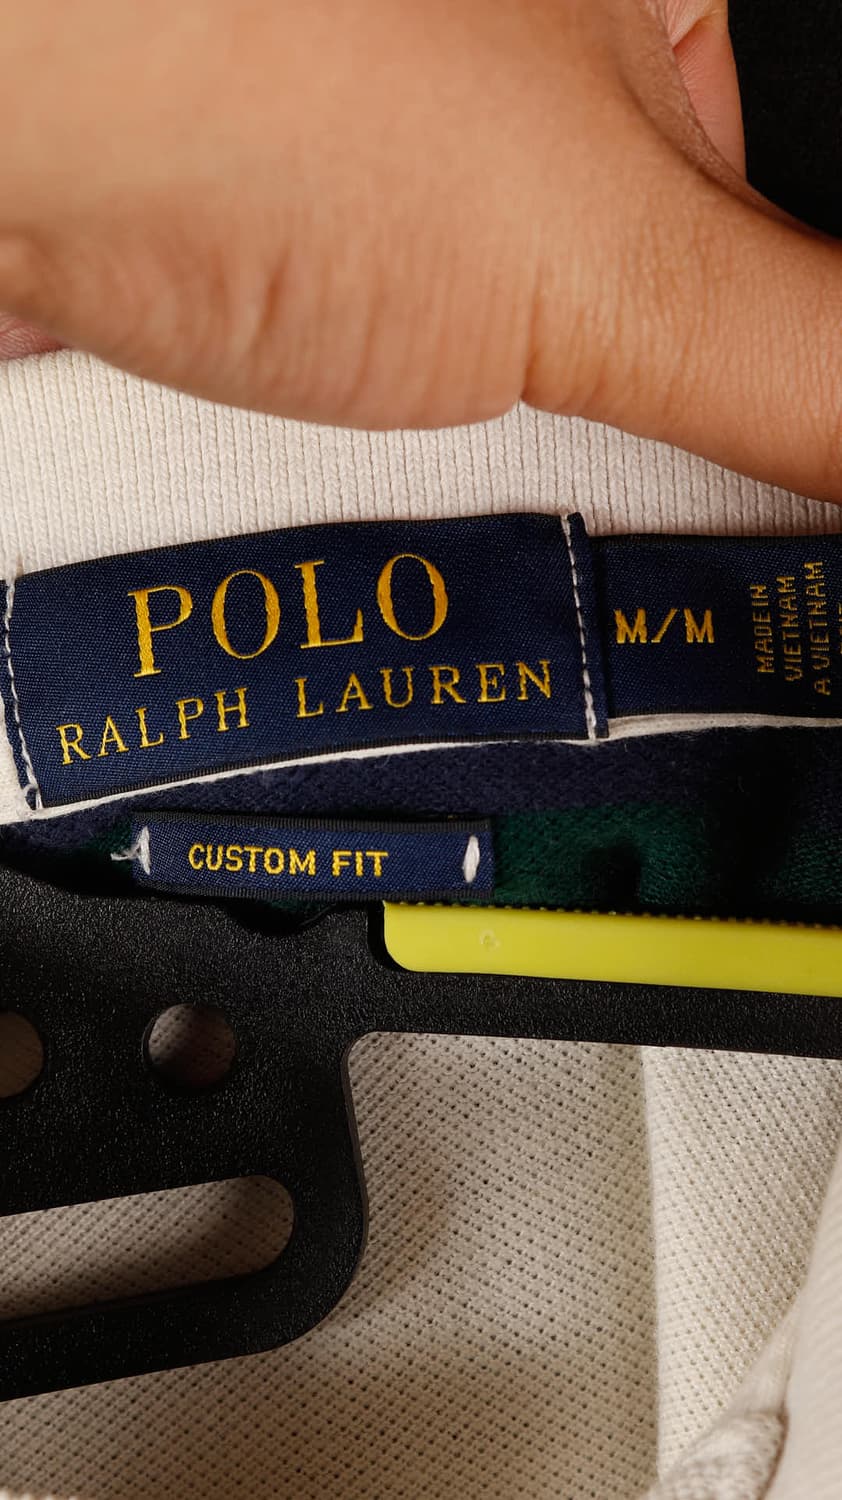 POLO
RALPH LAUREN
M/M
MADE IN
VIETNAM
A VIETNAM
CUSTOM FIT